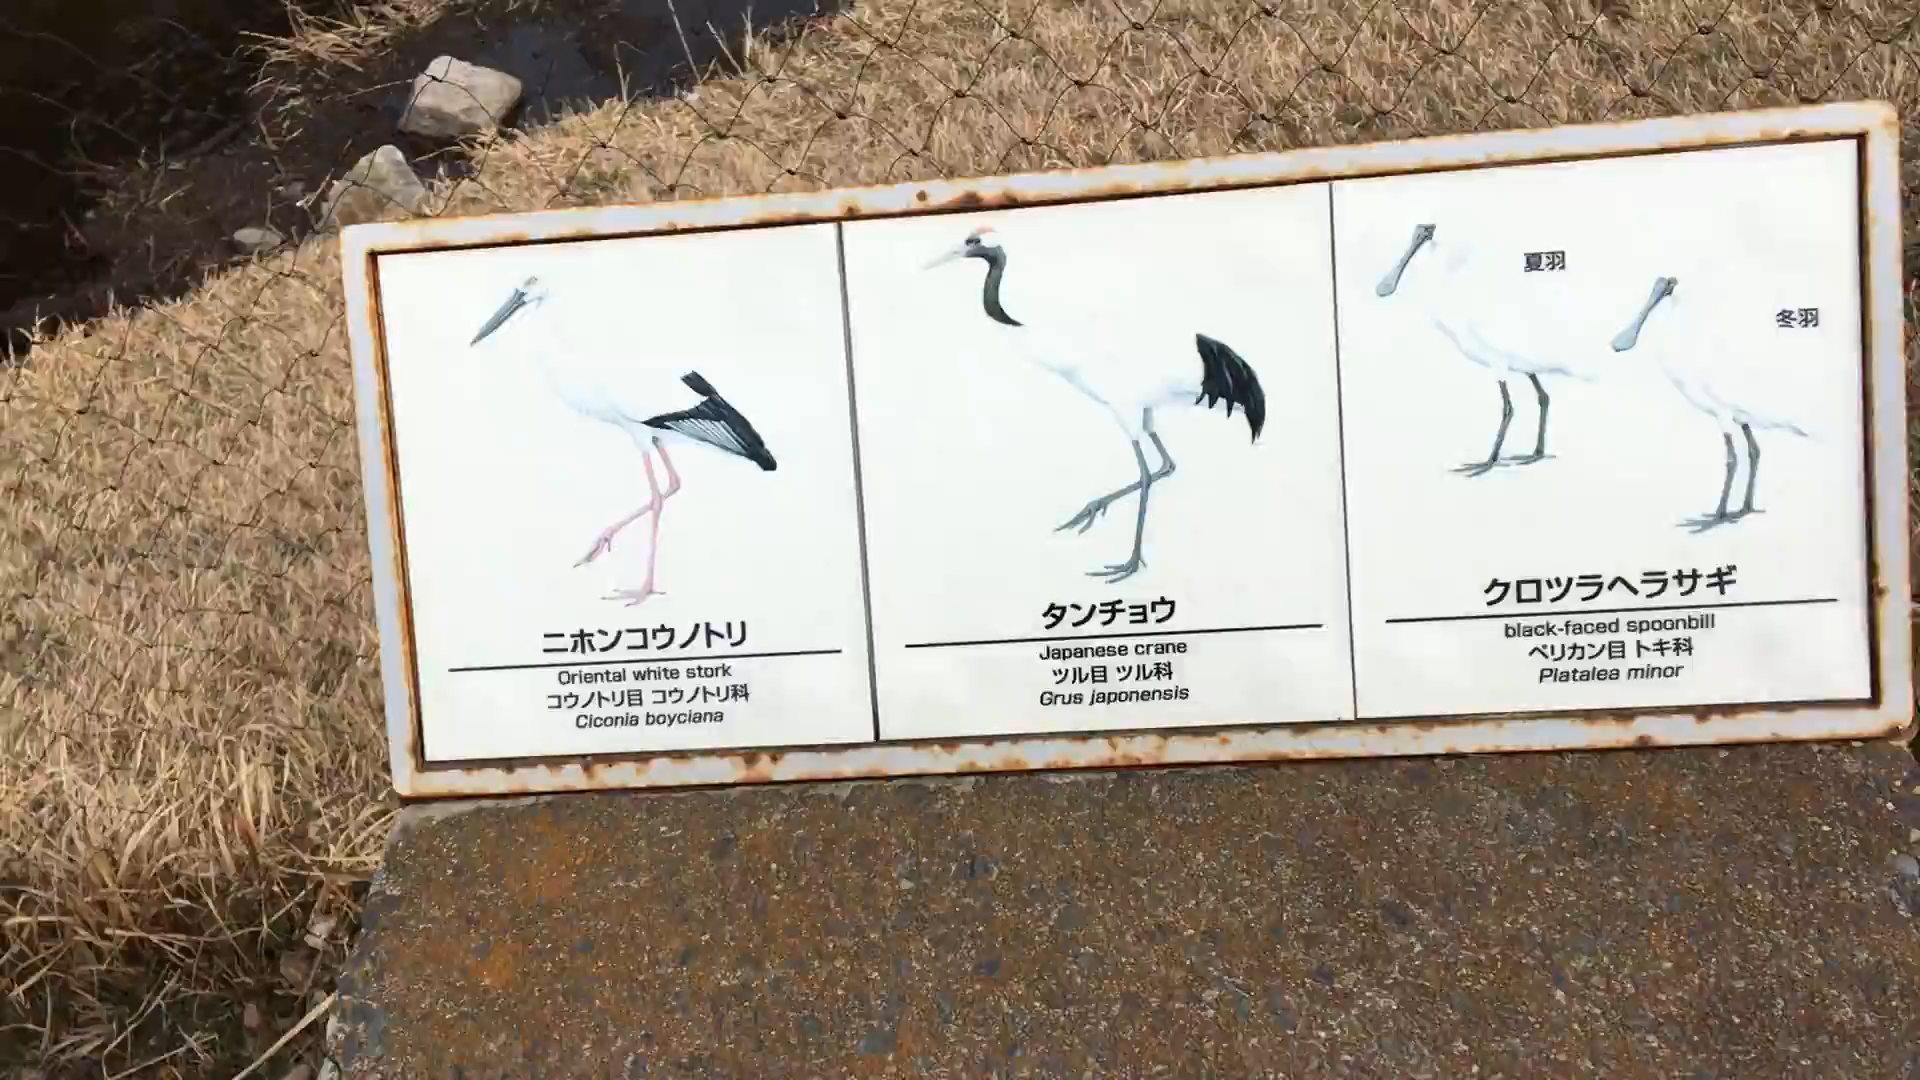 ニホンコウノトリ
Oriental white stork
コウノトリ目 コウノトリ科
Ciconia boyciana
タンチョウ
Japanese crane
ツル目 ツル科
Grus japonensis
夏羽
冬羽
クロツラヘラサギ
black-faced spoonbill
ペリカン目 トキ科
Platalea minor